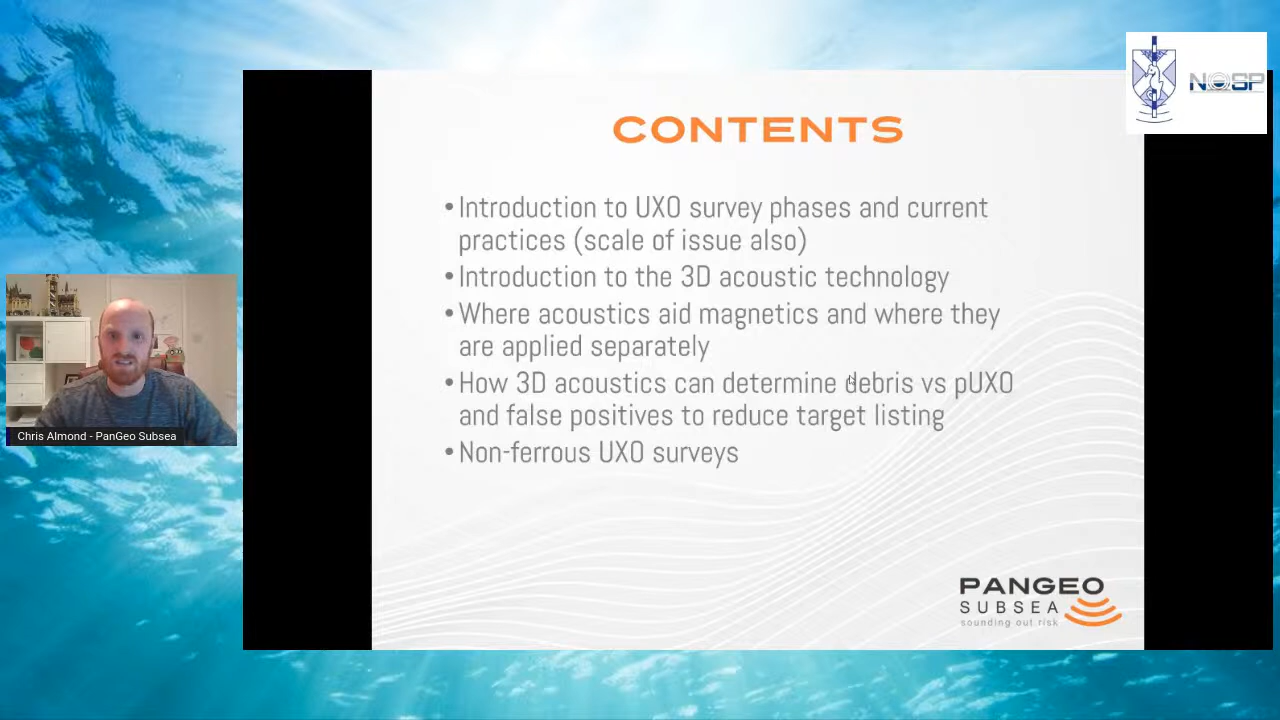 NOSP
CONTENTS
• Introduction to UXO survey phases and current
practices (scale of issue also)
• Introduction to the 3D acoustic technology
• Where acoustics aid magnetics and where they
are applied separately
• How 3D acoustics can determine debris vs pUXO
and false positives to reduce target listing
• Non-ferrous UXO surveys
Chris Almond - PanGeo Subsea
PANGEO
SUBSEA
sounding out risk